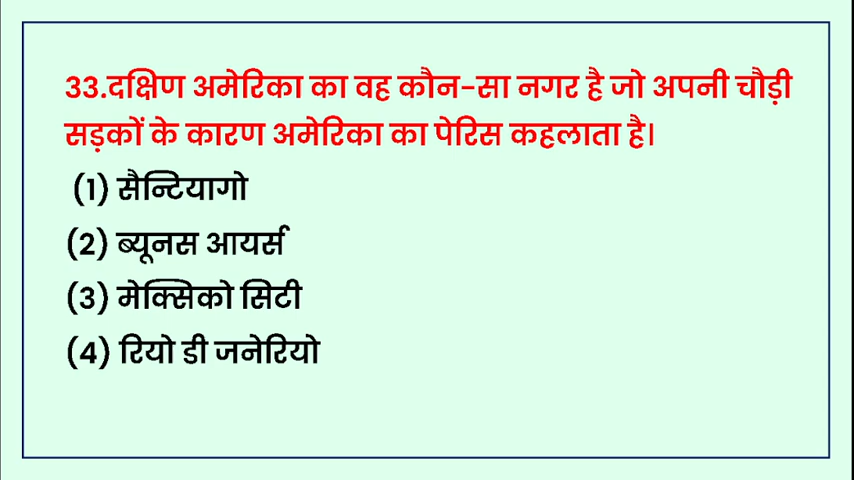 33.दक्षिण अमेरिका का वह कौन-सा नगर है जो अपनी चौड़ी
सड़कों के कारण अमेरिका का पेरिस कहलाता है।
(1) सैन्टियागो
(2) ब्यूनस आयर्स
(3) मेक्सिको सिटी
(4) रियो डी जनेरियो